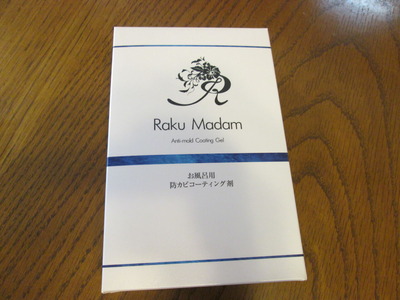 R
Raku Madam
Anti-mold Coating Gel
お風呂用
防カビコーティング剤